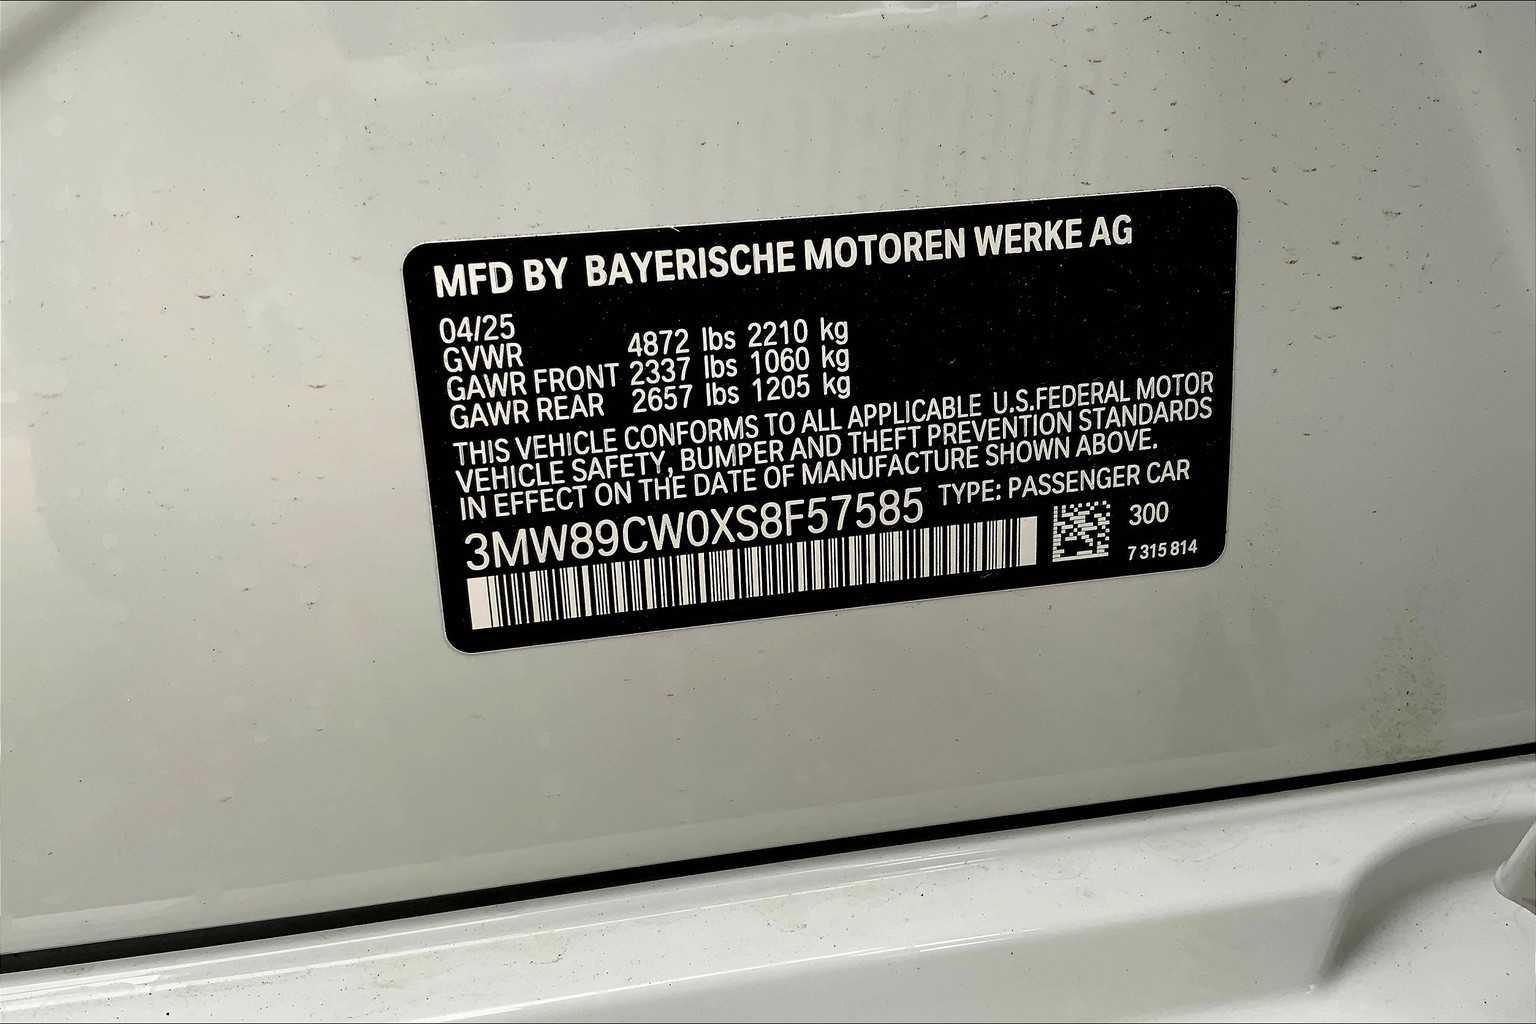 MFD BY BAYERISCHE MOTOREN WERKE AG
04/25
GVWR 4872 lbs 2210 kg
GAWR FRONT 2337 lbs 1060 kg
GAWR REAR 2657 lbs 1205 kg
THIS VEHICLE CONFORMS TO ALL APPLICABLE U.S.FEDERAL MOTOR
VEHICLE SAFETY, BUMPER AND THEFT PREVENTION STANDARDS
IN EFFECT ON THE DATE OF MANUFACTURE SHOWN ABOVE.
3MW89CW0XS8F57585 TYPE: PASSENGER CAR
300
7 315 814